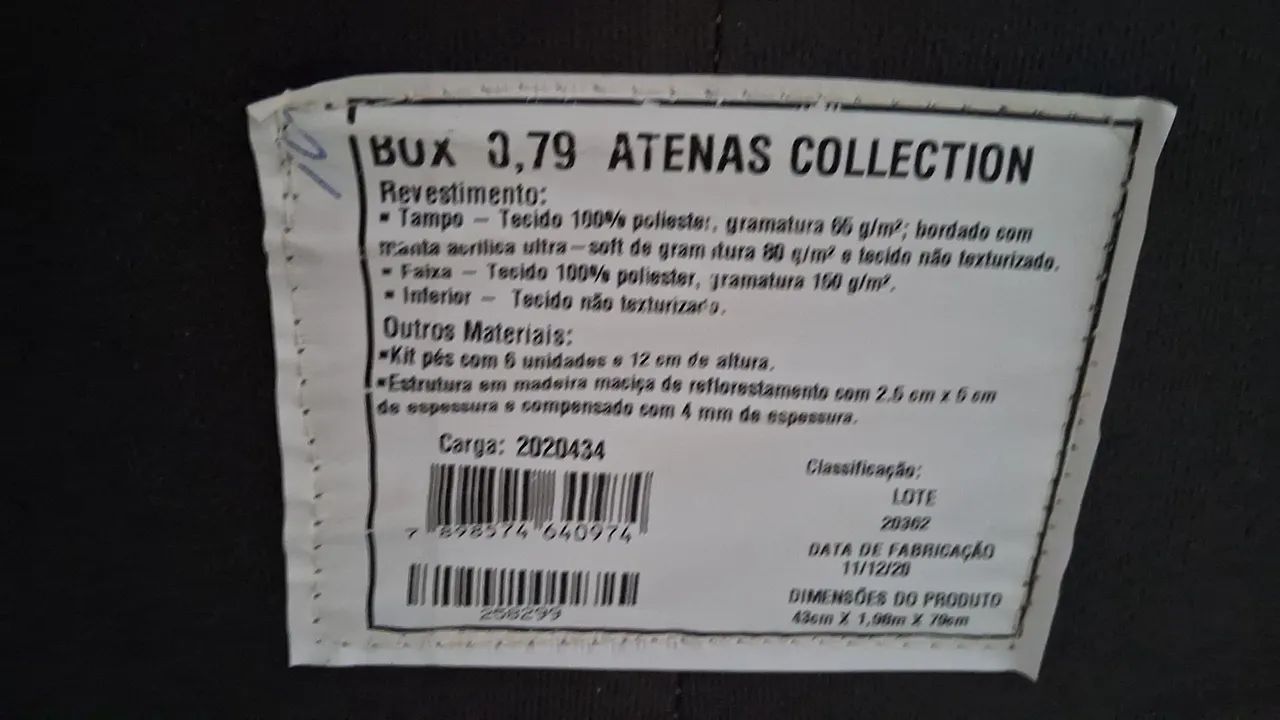 BOX 0,79 ATENAS COLLECTION
Revestimento:
▪ Tampo – Tecido 100% poliester, gramatura 65 g/m²; bordado com
manta acrilica ultra-soft de gramatura 80 g/m² e tecido não texturizado.
▪ Faixa – Tecido 100% poliester, gramatura 150 g/m².
▪ Inferior – Tecido não texturizado.
Outros Materiais:
▪Kit pés com 6 unidades e 12 cm de altura.
▪Estrutura em madeira maciça de reflorestamento com 2.5 cm x 5 cm
de espessura e compensado com 4 mm de espessura.
Carga: 2020434
7 898574 640974
258299
Classificação:
LOTE
20362
DATA DE FABRICAÇÃO
11/12/20
DIMENSÕES DO PRODUTO
43cm X 1,98m X 79cm